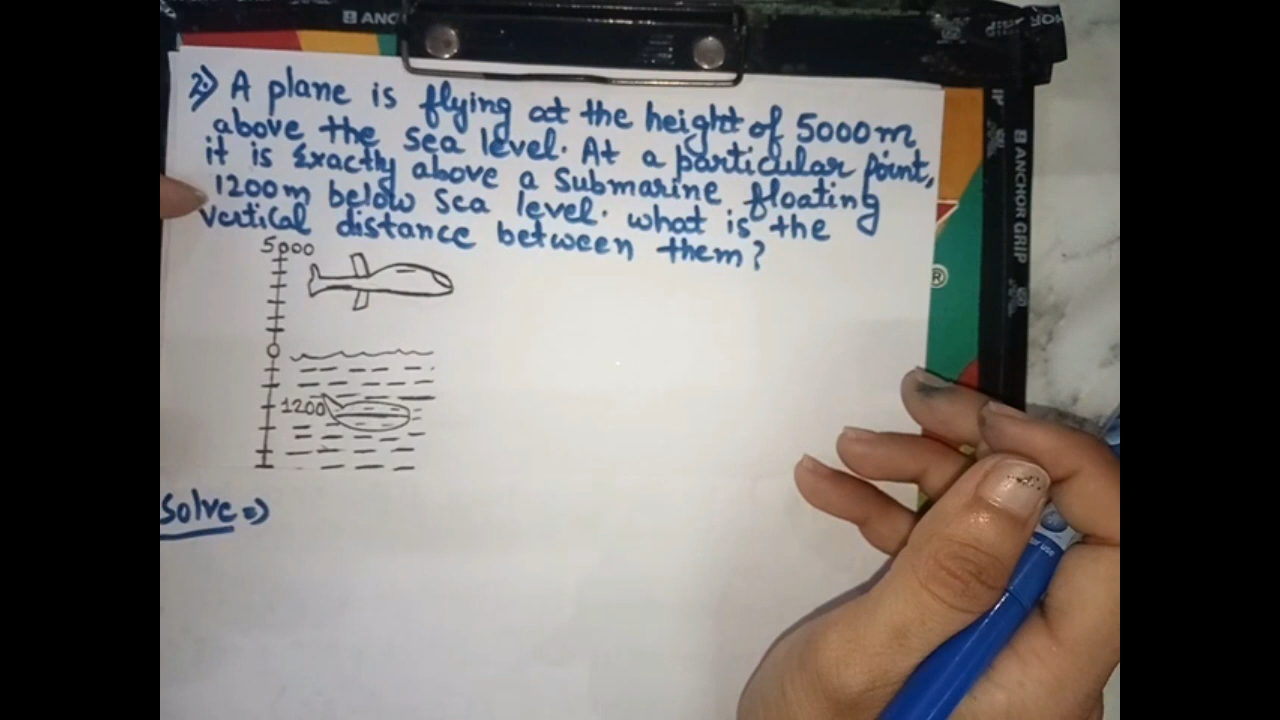 ANC
2.) A plane is flying at the height of 5000m
above the sea level. At a particular point,
it is Exactly above a Submarine floating
1200m below sea level. what is the
vertical distance between them?
5000
0
1200
Solve =>
ANCHOR GRIP
®